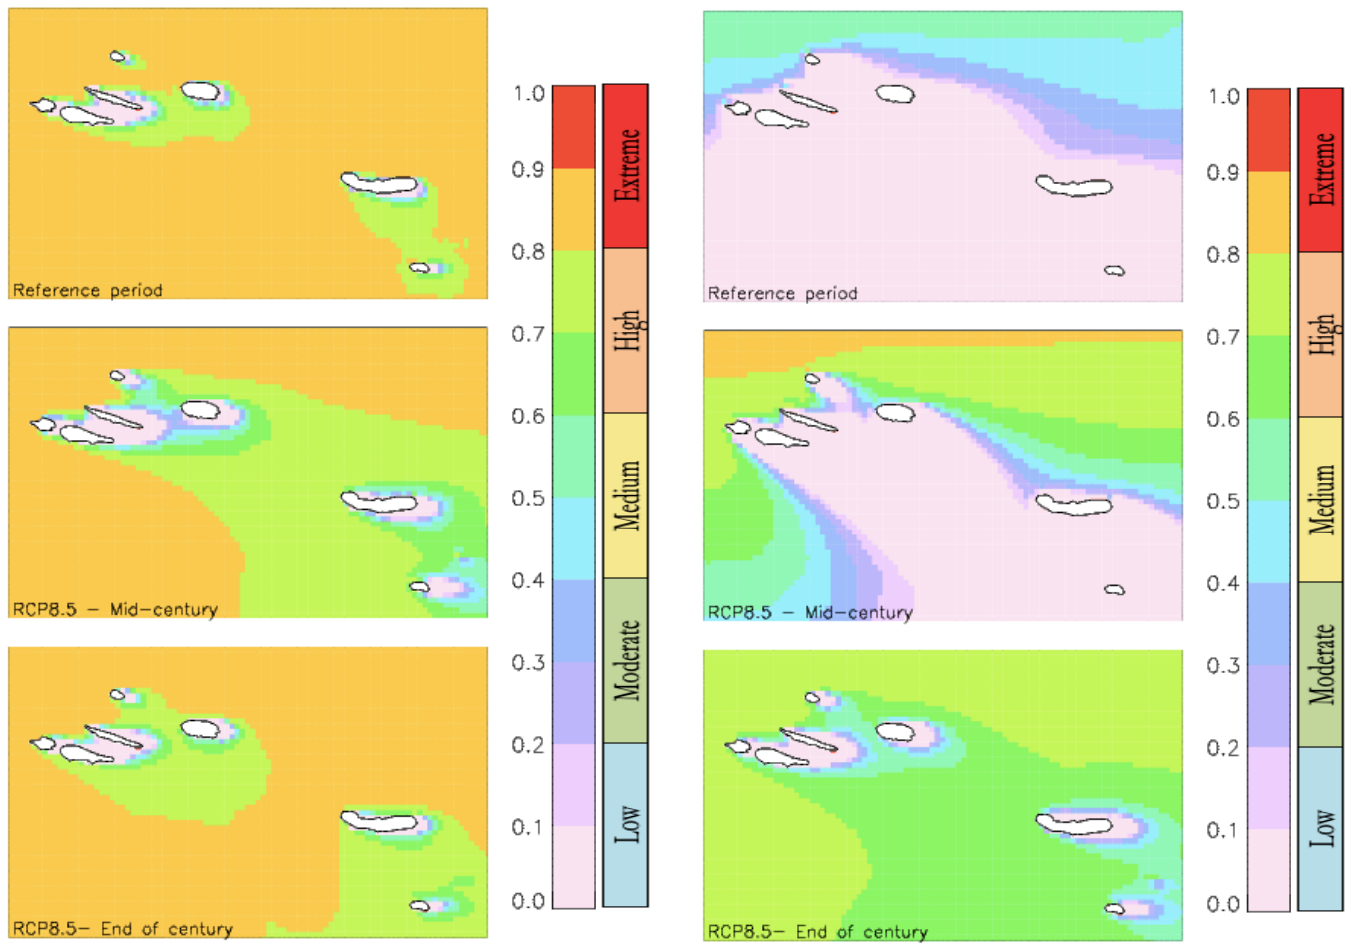 Reference period
RCP8.5 – Mid–century
RCP8.5– End of century
1.0
0.9
0.8
0.7
0.6
0.5
0.4
0.3
0.2
0.1
0.0
Extreme
High
Medium
Moderate
Low
Reference period
RCP8.5 – Mid–century
RCP8.5– End of century
1.0
0.9
0.8
0.7
0.6
0.5
0.4
0.3
0.2
0.1
0.0
Extreme
High
Medium
Moderate
Low